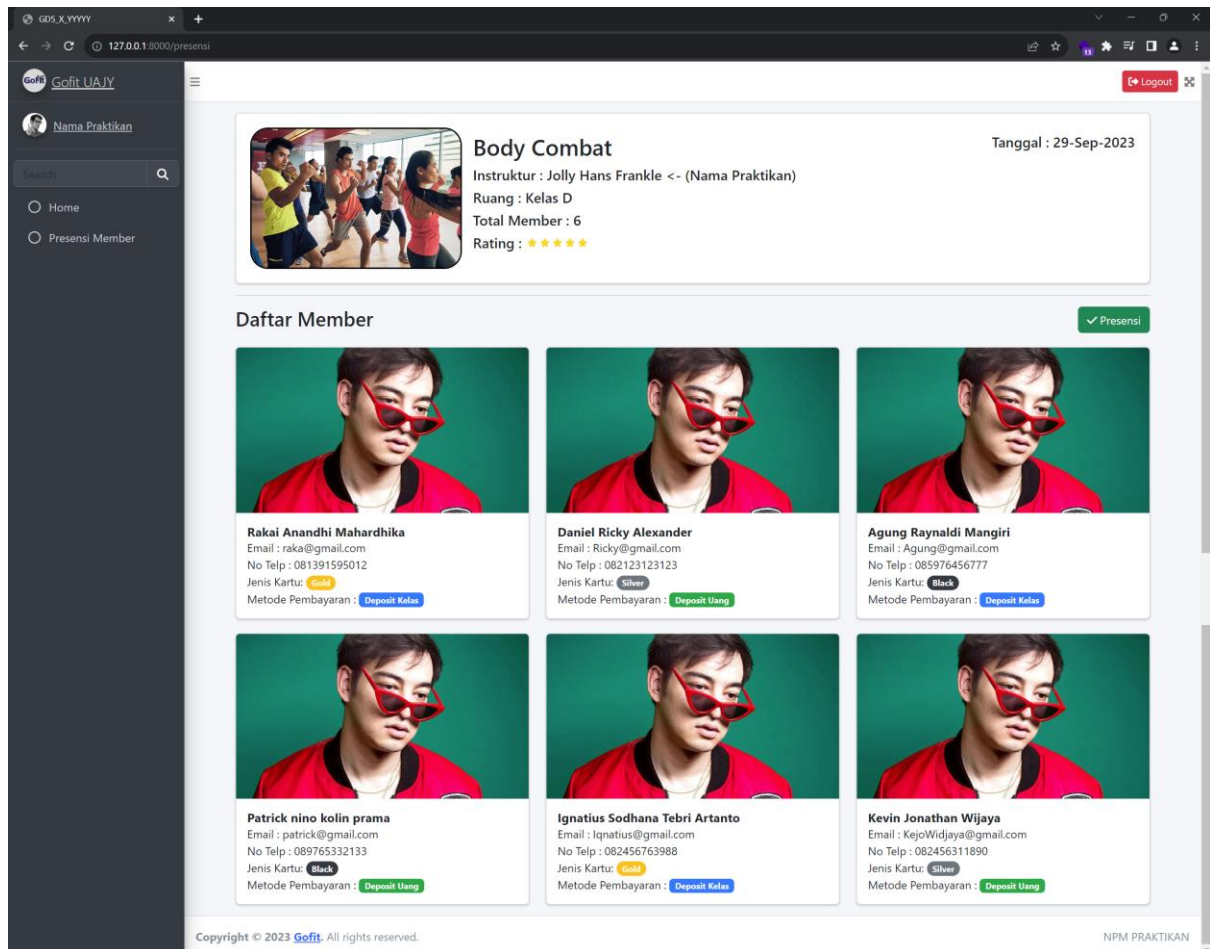 GD5_X_YYYYY
127.0.0.1:8000/presensi
13
Gofit
Gofit UAJY
Logout
Nama Praktikan
Search
Home
Presensi Member
Body Combat
Tanggal : 29-Sep-2023
Instruktur : Jolly Hans Frankle <- (Nama Praktikan)
Ruang : Kelas D
Total Member : 6
Rating :
Daftar Member
Presensi
Rakai Anandhi Mahardhika
Email : raka@gmail.com
No Telp : 081391595012
Jenis Kartu: Gold
Metode Pembayaran : Deposit Kelas
Daniel Ricky Alexander
Email : Ricky@gmail.com
No Telp : 082123123123
Jenis Kartu: Silver
Metode Pembayaran : Deposit Uang
Agung Raynaldi Mangiri
Email : Agung@gmail.com
No Telp : 085976456777
Jenis Kartu: Black
Metode Pembayaran : Deposit Kelas
Patrick nino kolin prama
Email : patrick@gmail.com
No Telp : 089765332133
Jenis Kartu: Black
Metode Pembayaran : Deposit Uang
Ignatius Sodhana Tebri Artanto
Email : Iqnatius@gmail.com
No Telp : 082456763988
Jenis Kartu: Gold
Metode Pembayaran : Deposit Kelas
Kevin Jonathan Wijaya
Email : KejoWidjaya@gmail.com
No Telp : 082456311890
Jenis Kartu: Silver
Metode Pembayaran : Deposit Uang
Copyright © 2023 Gofit. All rights reserved.
NPM PRAKTIKAN